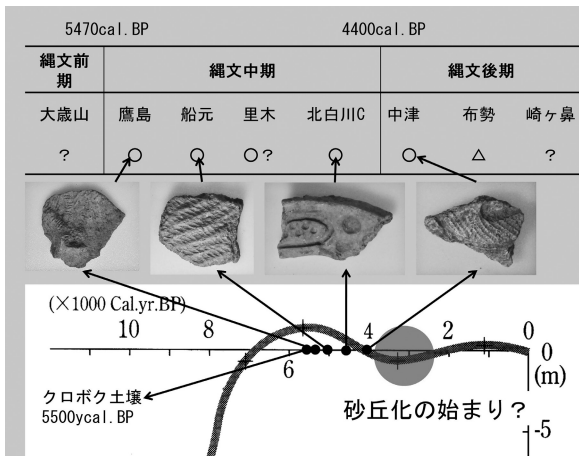 5470cal.BP 4400cal.BP
縄文前期 縄文中期 縄文後期
大歳山 鷹島 船元 里木 北白川C 中津 布勢 崎ヶ鼻
? ○ ○ ○? ○ ○ △ ?
(×1000 Cal.yr.BP)
10 8 4 2 0
6 0
(m)
クロボク土壌
5500ycal.BP
砂丘化の始まり?
-5